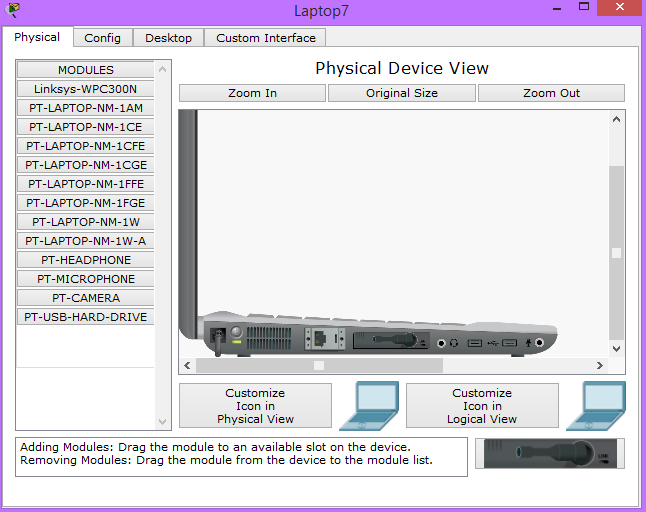 Laptop7
Physical
Config
Desktop
Custom Interface
MODULES
Linksys-WPC300N
PT-LAPTOP-NM-1AM
PT-LAPTOP-NM-1CE
PT-LAPTOP-NM-1CFE
PT-LAPTOP-NM-1CGE
PT-LAPTOP-NM-1FFE
PT-LAPTOP-NM-1FGE
PT-LAPTOP-NM-1W
PT-LAPTOP-NM-1W-A
PT-HEADPHONE
PT-MICROPHONE
PT-CAMERA
PT-USB-HARD-DRIVE
Physical Device View
Zoom In
Original Size
Zoom Out
Customize
Icon in
Physical View
Customize
Icon in
Logical View
Adding Modules: Drag the module to an available slot on the device.
Removing Modules: Drag the module from the device to the module list.
LINK